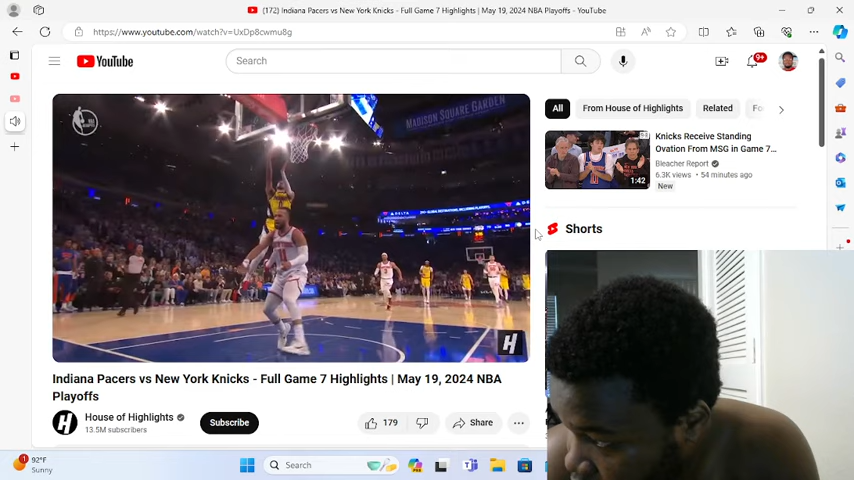 (172) Indiana Pacers vs New York Knicks - Full Game 7 Highlights | May 19, 2024 NBA Playoffs - YouTube
https://www.youtube.com/watch?v=UxDp8cwmu8g
YouTube
Search
9+
MADISON SQUARE GARDEN
DELTA
All
From House of Highlights
Related
Fo
Knicks Receive Standing
Ovation From MSG in Game 7...
Bleacher Report
6.3K views • 54 minutes ago
New
1:42
Shorts
H
Indiana Pacers vs New York Knicks - Full Game 7 Highlights | May 19, 2024 NBA
Playoffs
House of Highlights
13.5M subscribers
Subscribe
179
Share
1
92°F
Sunny
Search